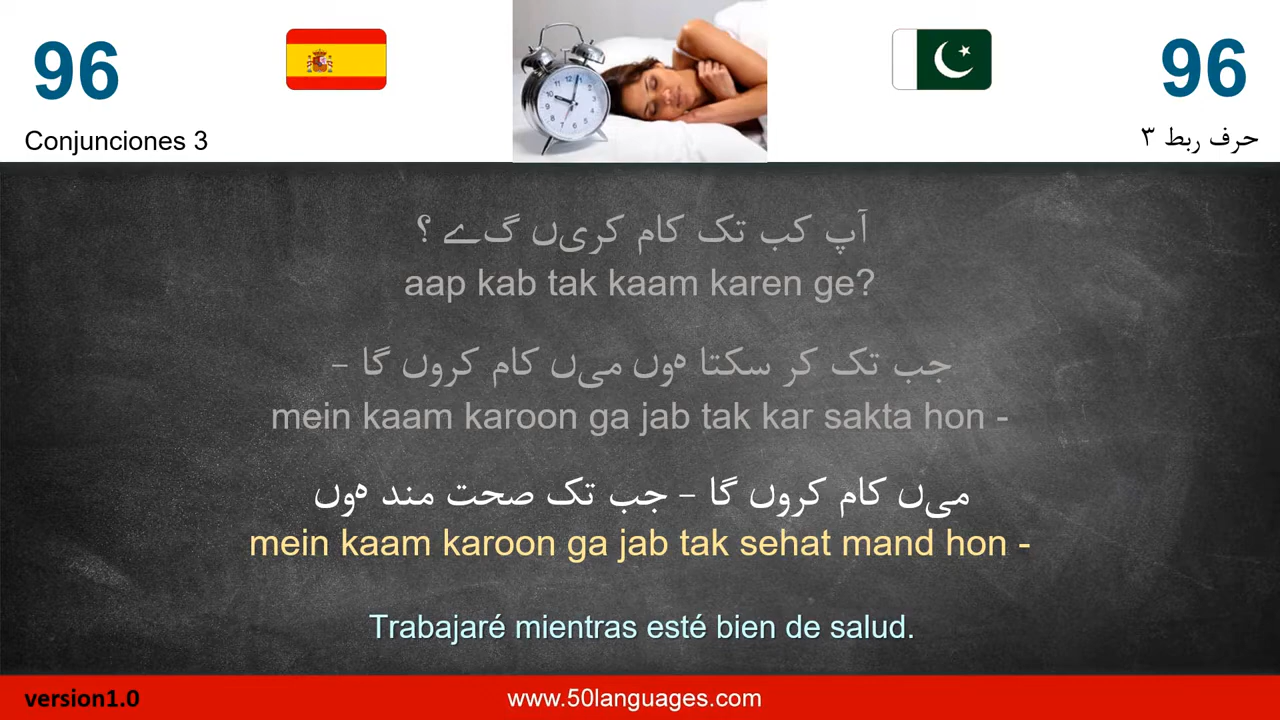 96
96
Conjunciones 3
حرف ربط ۳
آپ کب تک کام کریں گے ؟
aap kab tak kaam karen ge?
جب تک کر سکتا ہوں میں کام کروں گا –
mein kaam karoon ga jab tak kar sakta hon -
میں کام کروں گا – جب تک صحت مند ہوں
mein kaam karoon ga jab tak sehat mand hon -
Trabajaré mientras esté bien de salud.
version1.0
www.50languages.com